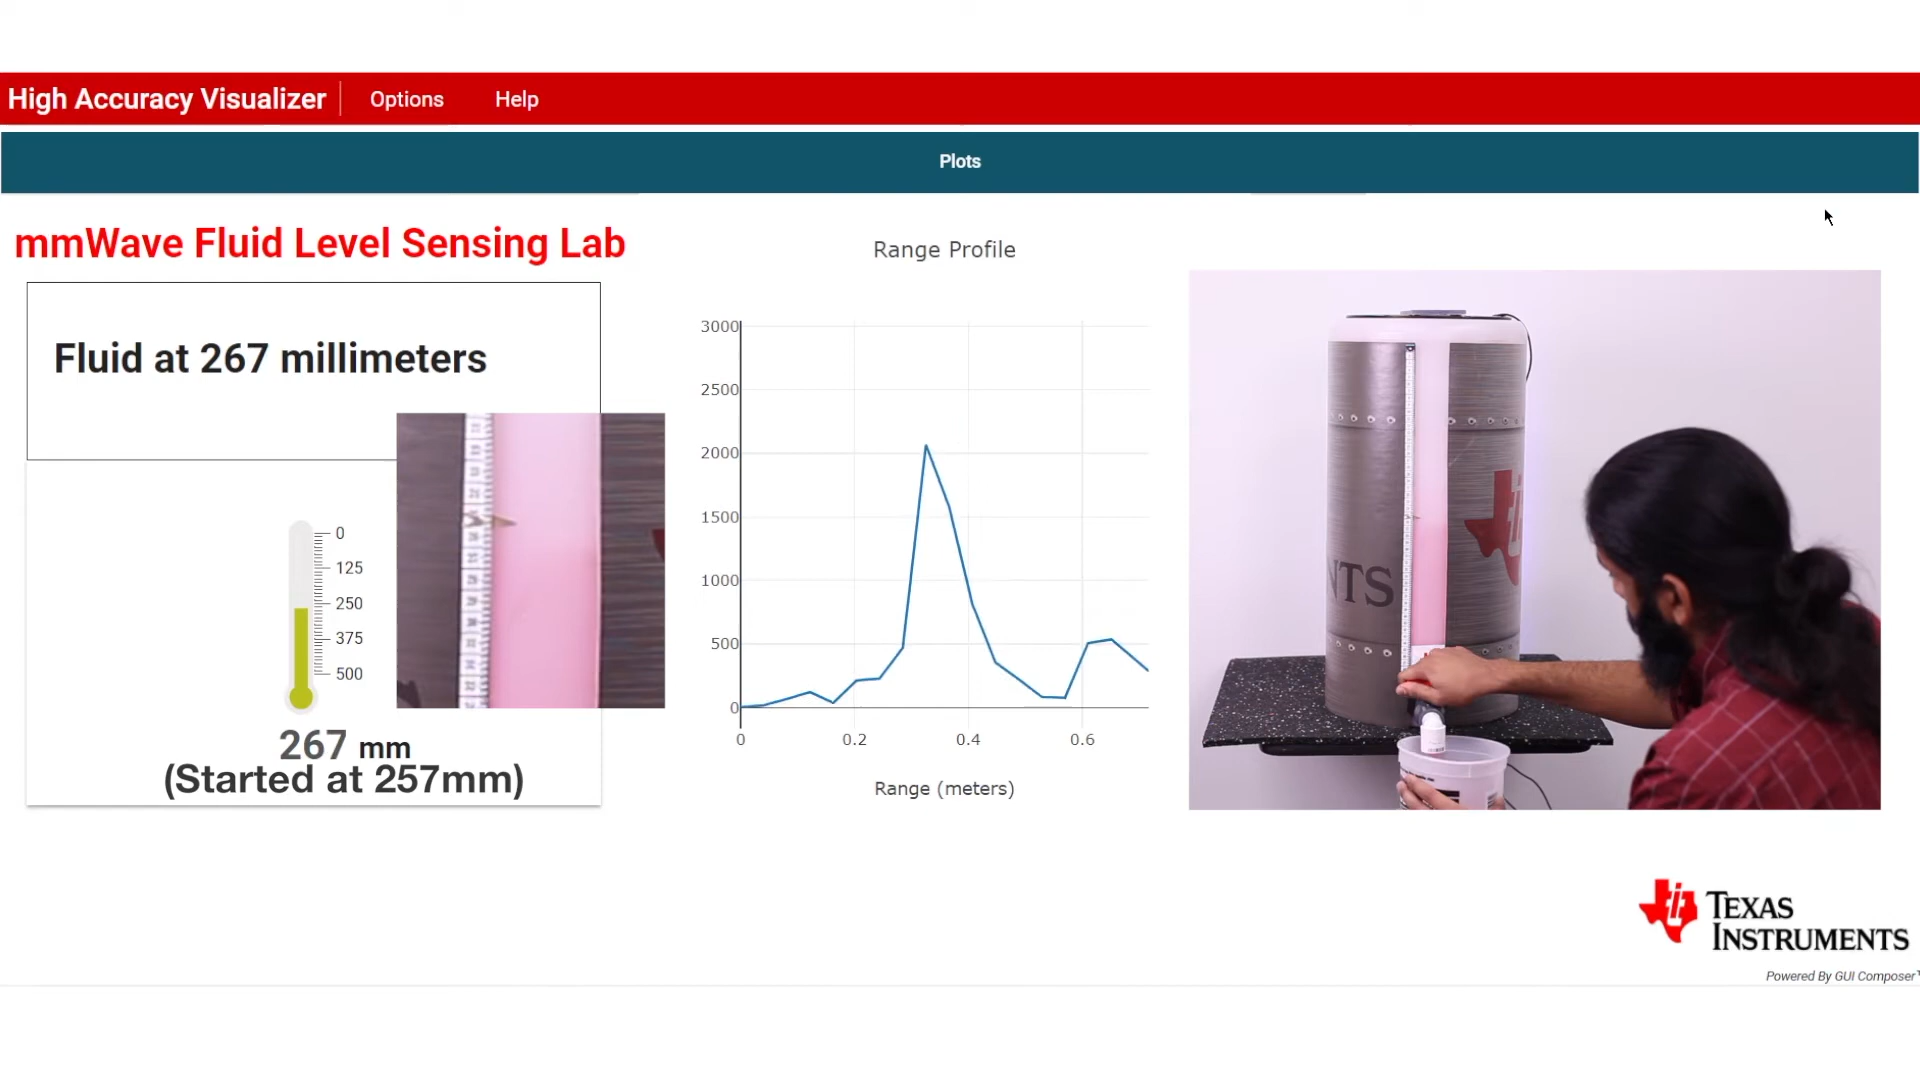 High Accuracy Visualizer
Options
Help
Plots
mmWave Fluid Level Sensing Lab
Fluid at 267 millimeters
0
125
250
375
500
267 mm
(Started at 257mm)
Range Profile
3000
2500
2000
1500
1000
500
0
0 0.2 0.4 0.6
Range (meters)
NTS
TEXAS
INSTRUMENTS
Powered By GUI Composer